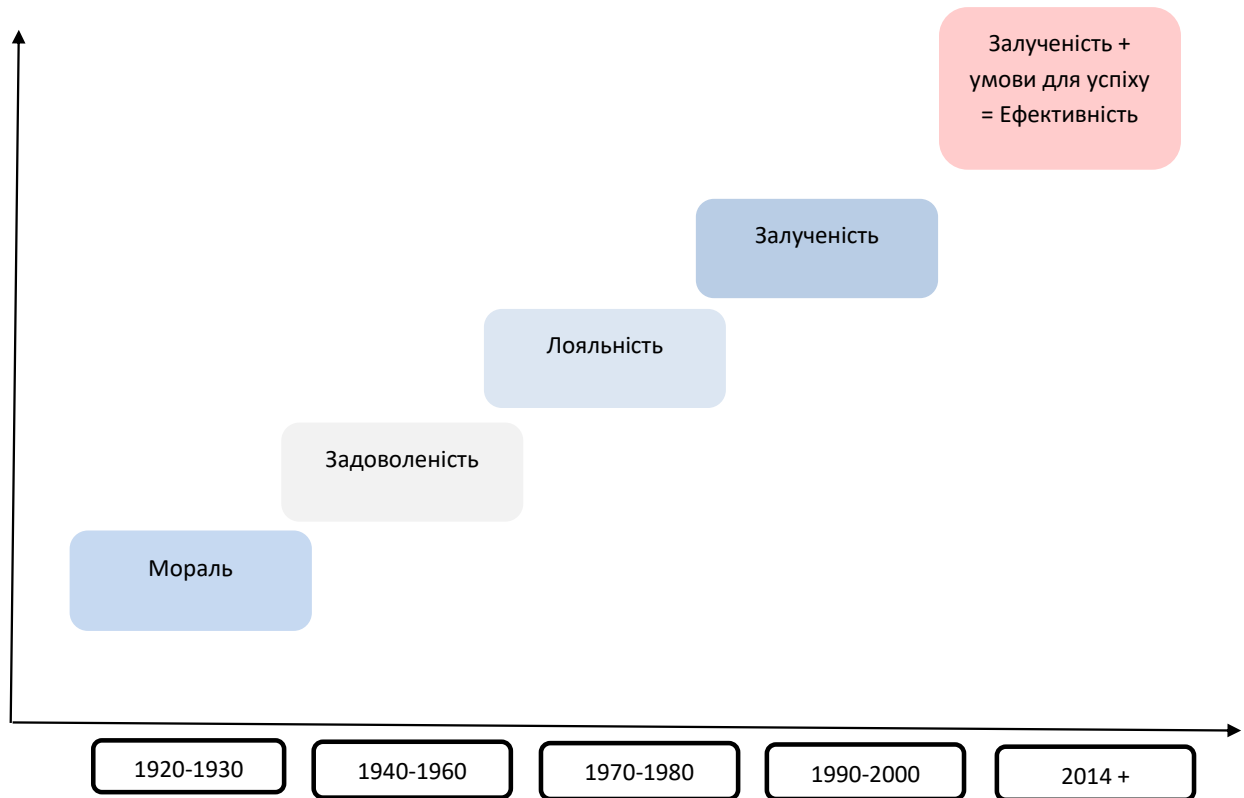 Залученість +
умови для успіху
= Ефективність
Залученість
Лояльність
Задоволеність
Мораль
1920-1930
1940-1960
1970-1980
1990-2000
2014 +